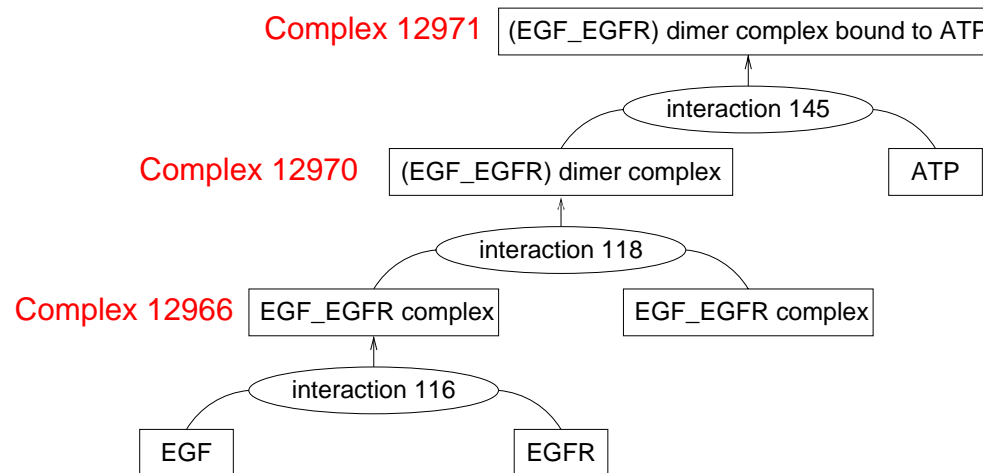 Complex 12971
(EGF_EGFR) dimer complex bound to ATP
interaction 145
Complex 12970
(EGF_EGFR) dimer complex
ATP
interaction 118
Complex 12966
EGF_EGFR complex
EGF_EGFR complex
interaction 116
EGF
EGFR